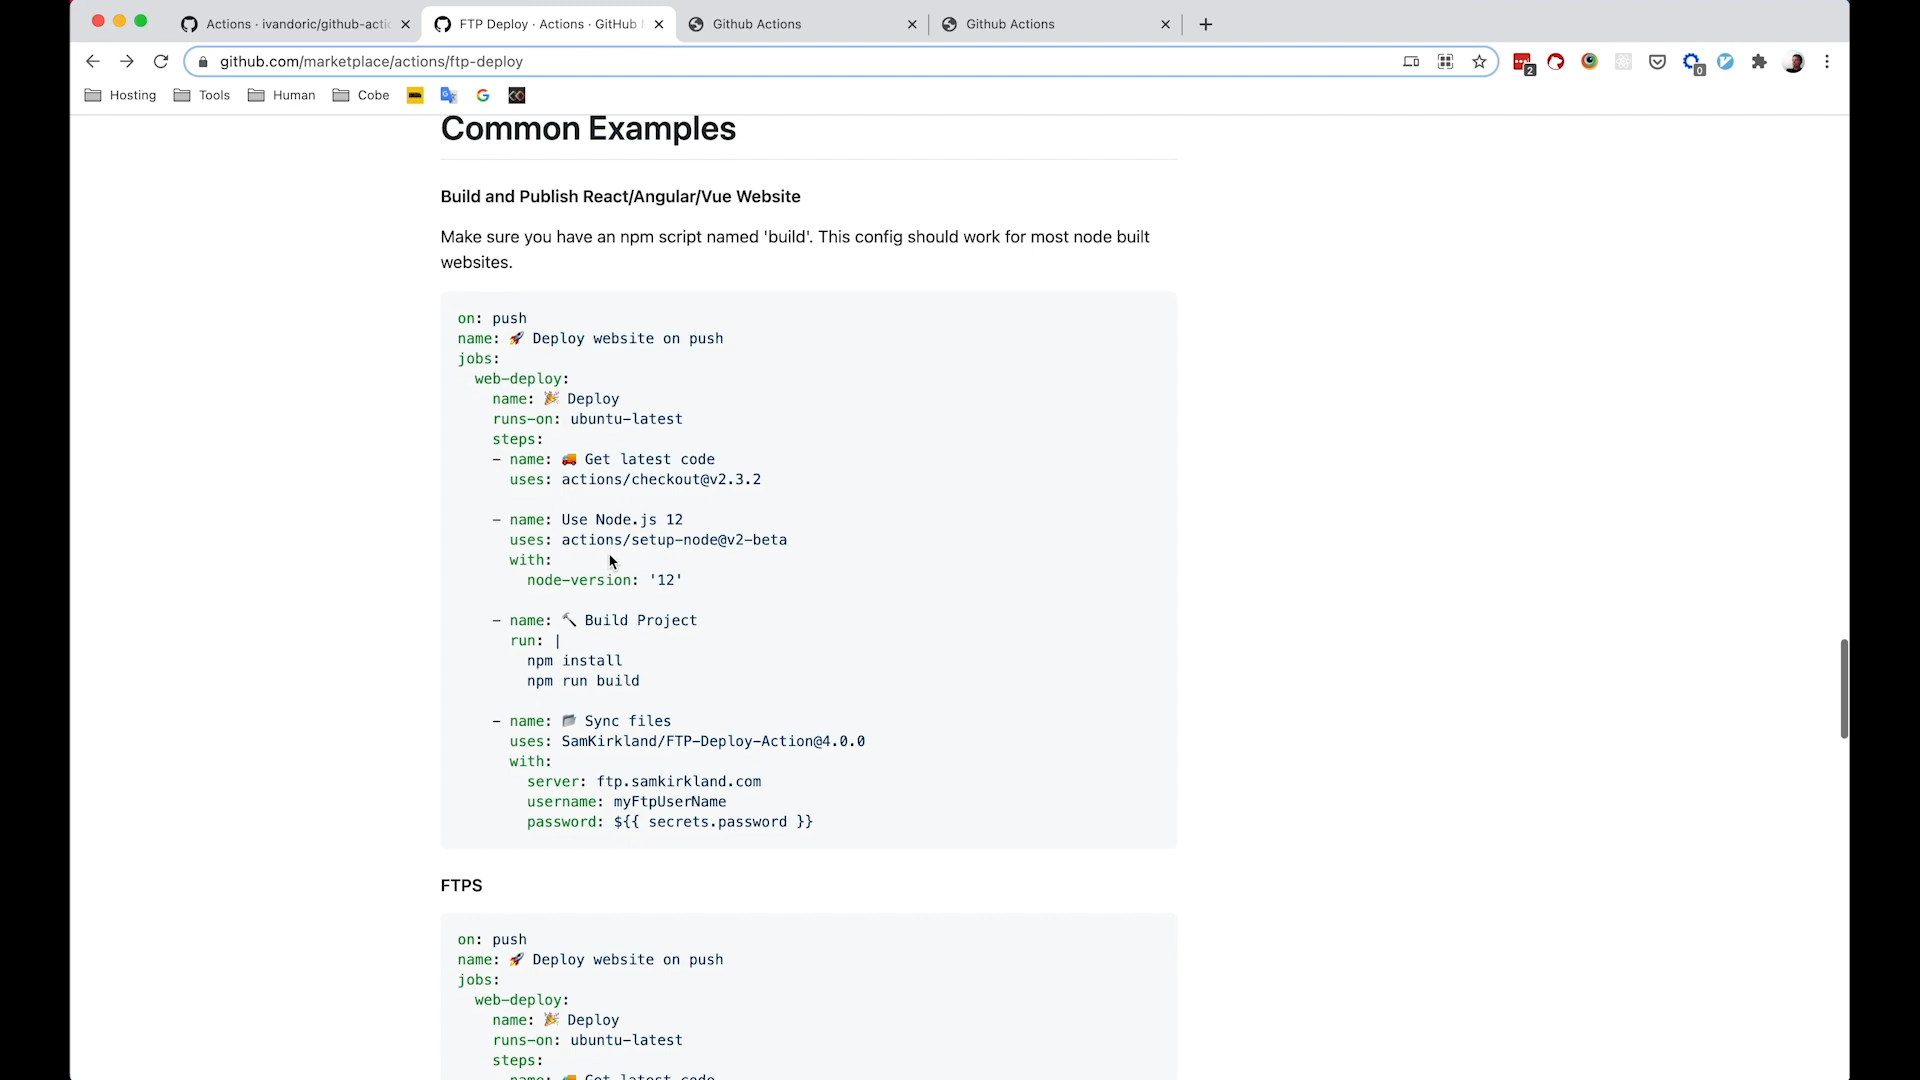 Actions · ivandoric/github-actio
FTP Deploy · Actions · GitHub
Github Actions
Github Actions
github.com/marketplace/actions/ftp-deploy
2
0
Hosting
Tools
Human
Cobe
Common Examples
Build and Publish React/Angular/Vue Website
Make sure you have an npm script named 'build'. This config should work for most node built
websites.
on: push
name: 🚀 Deploy website on push
jobs:
  web-deploy:
    name: 🎉 Deploy
    runs-on: ubuntu-latest
    steps:
    - name: 🚚 Get latest code
      uses: actions/checkout@v2.3.2
    - name: Use Node.js 12
      uses: actions/setup-node@v2-beta
      with:
        node-version: '12'
    - name: 🔨 Build Project
      run: |
        npm install
        npm run build
    - name: 📂 Sync files
      uses: SamKirkland/FTP-Deploy-Action@4.0.0
      with:
        server: ftp.samkirkland.com
        username: myFtpUserName
        password: ${{ secrets.password }}
FTPS
on: push
name: 🚀 Deploy website on push
jobs:
  web-deploy:
    name: 🎉 Deploy
    runs-on: ubuntu-latest
    steps:
    - name: 🚚 Get latest code